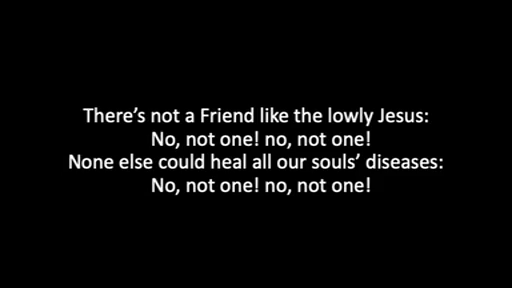 There’s not a Friend like the lowly Jesus:
No, not one! no, not one!
None else could heal all our souls’ diseases:
No, not one! no, not one!